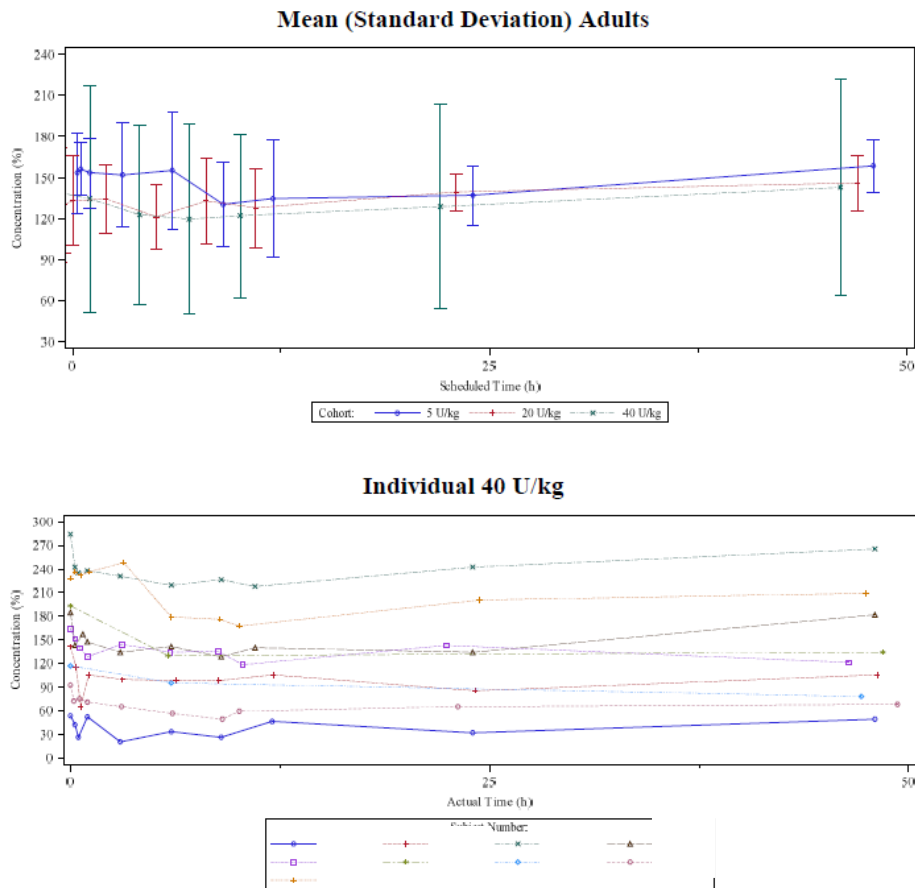 Mean (Standard Deviation) Adults
240
210
180
150
120
90
60
30
Concentration (%)
0 25 50
Scheduled Time (h)
Cohort: 5 U/kg 20 U/kg 40 U/kg
Individual 40 U/kg
300
270
240
210
180
150
120
90
60
30
0
Concentration (%)
0 25 50
Actual Time (h)
Subject Number: